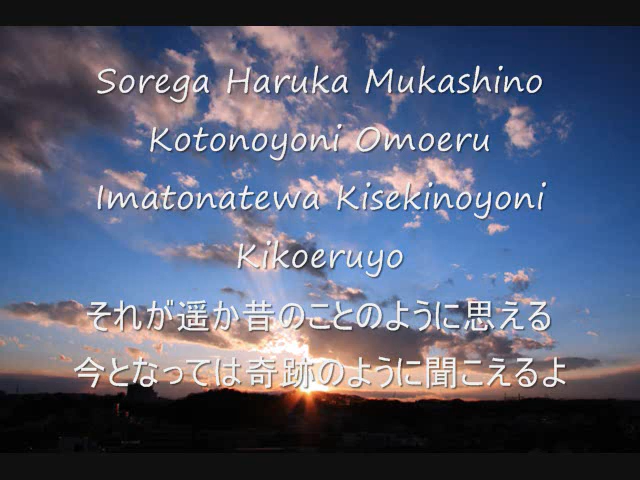 Sorega Haruka Mukashino
Kotonoyoni Omoeru
Imatonatewa Kisekinoyoni
Kikoeruyo
それが遥か昔のことのように思える
今となっては奇跡のように聞こえるよ